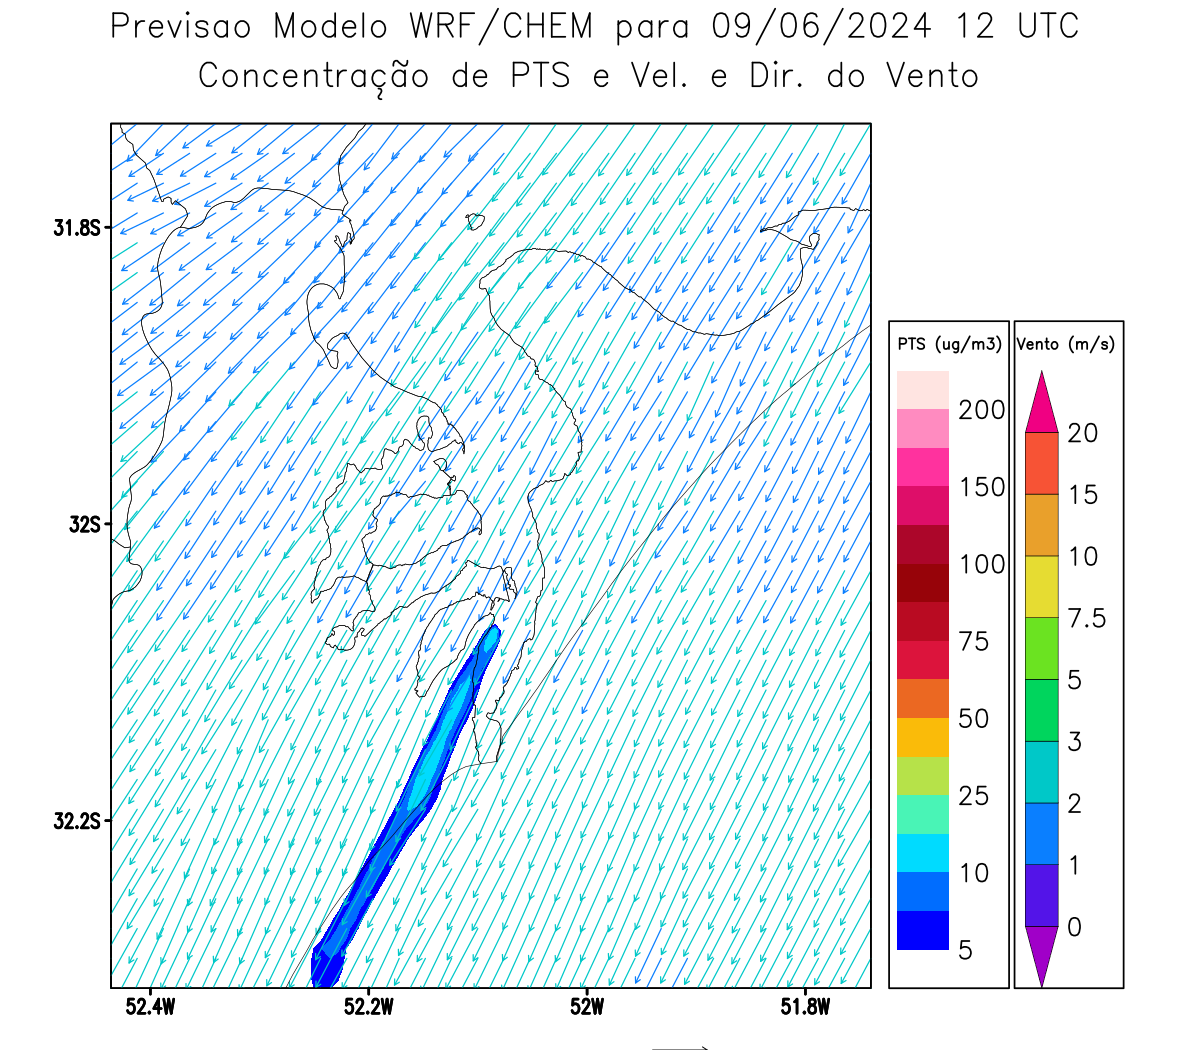 Previsao Modelo WRF/CHEM para 09/06/2024 12 UTC
Concentração de PTS e Vel. e Dir. do Vento
31.8S
32S
32.2S
52.4W
52.2W
52W
51.8W
PTS (ug/m3)
200
150
100
75
50
25
10
5
Vento (m/s)
20
15
10
7.5
5
3
2
1
0